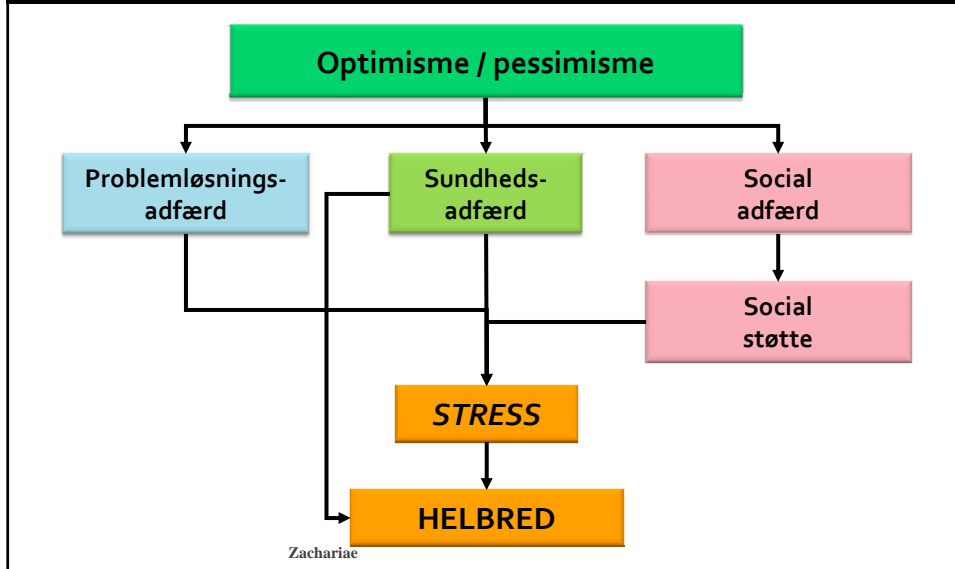 Optimisme / pessimisme
Problemløsnings-
adfærd
Sundheds-
adfærd
Social
adfærd
Social
støtte
STRESS
HELBRED
Zachariae